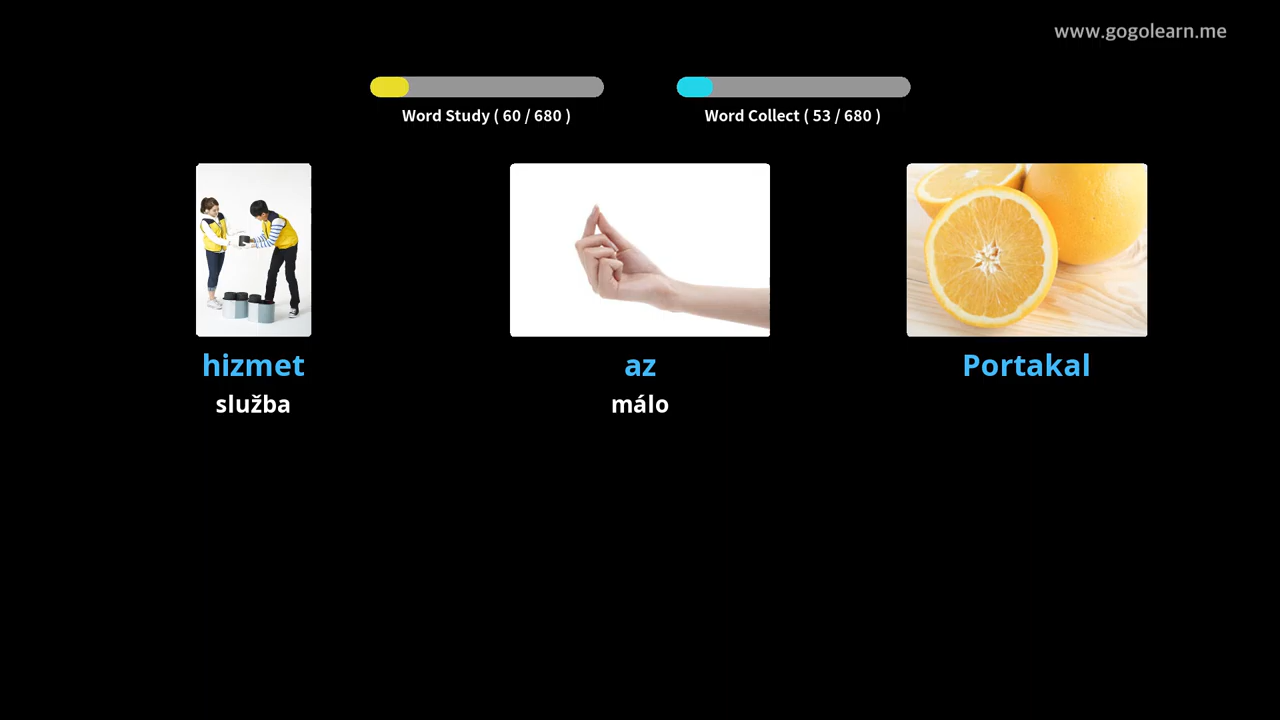 www.gogolearn.me
Word Study ( 60 / 680 )
Word Collect ( 53 / 680 )
hizmet
služba
az
málo
Portakal